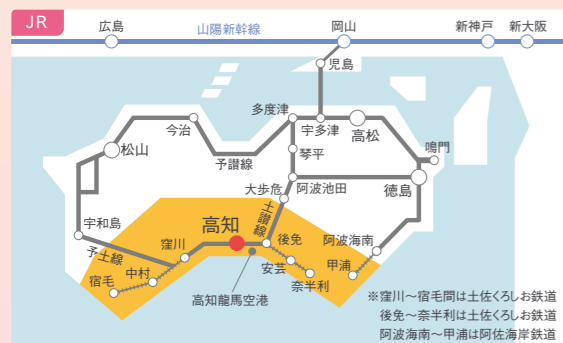 JR
広島
山陽新幹線
岡山
新神戸
新大阪
児島
多度津
宇多津
高松
今治
松山
予讃線
琴平
鳴門
大歩危
阿波池田
徳島
土讃線
宇和島
予土線
高知
窪川
後免
阿波海南
中村
安芸
甲浦
宿毛
奈半利
高知龍馬空港
※窪川〜宿毛間は土佐くろしお鉄道
後免〜奈半利は土佐くろしお鉄道
阿波海南〜甲浦は阿佐海岸鉄道